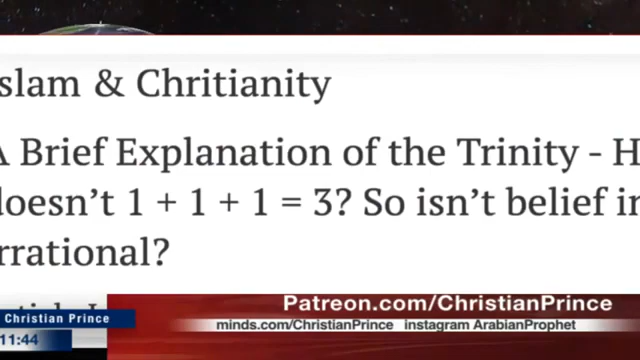 slam & Chritianity
A Brief Explanation of the Trinity - H
doesn't 1 + 1 + 1 = 3? So isn't belief in
rrational?
Patreon.com/ChristianPrince
Christian Prince
minds.com/ChristianPrince instagram ArabianProphet
11:44